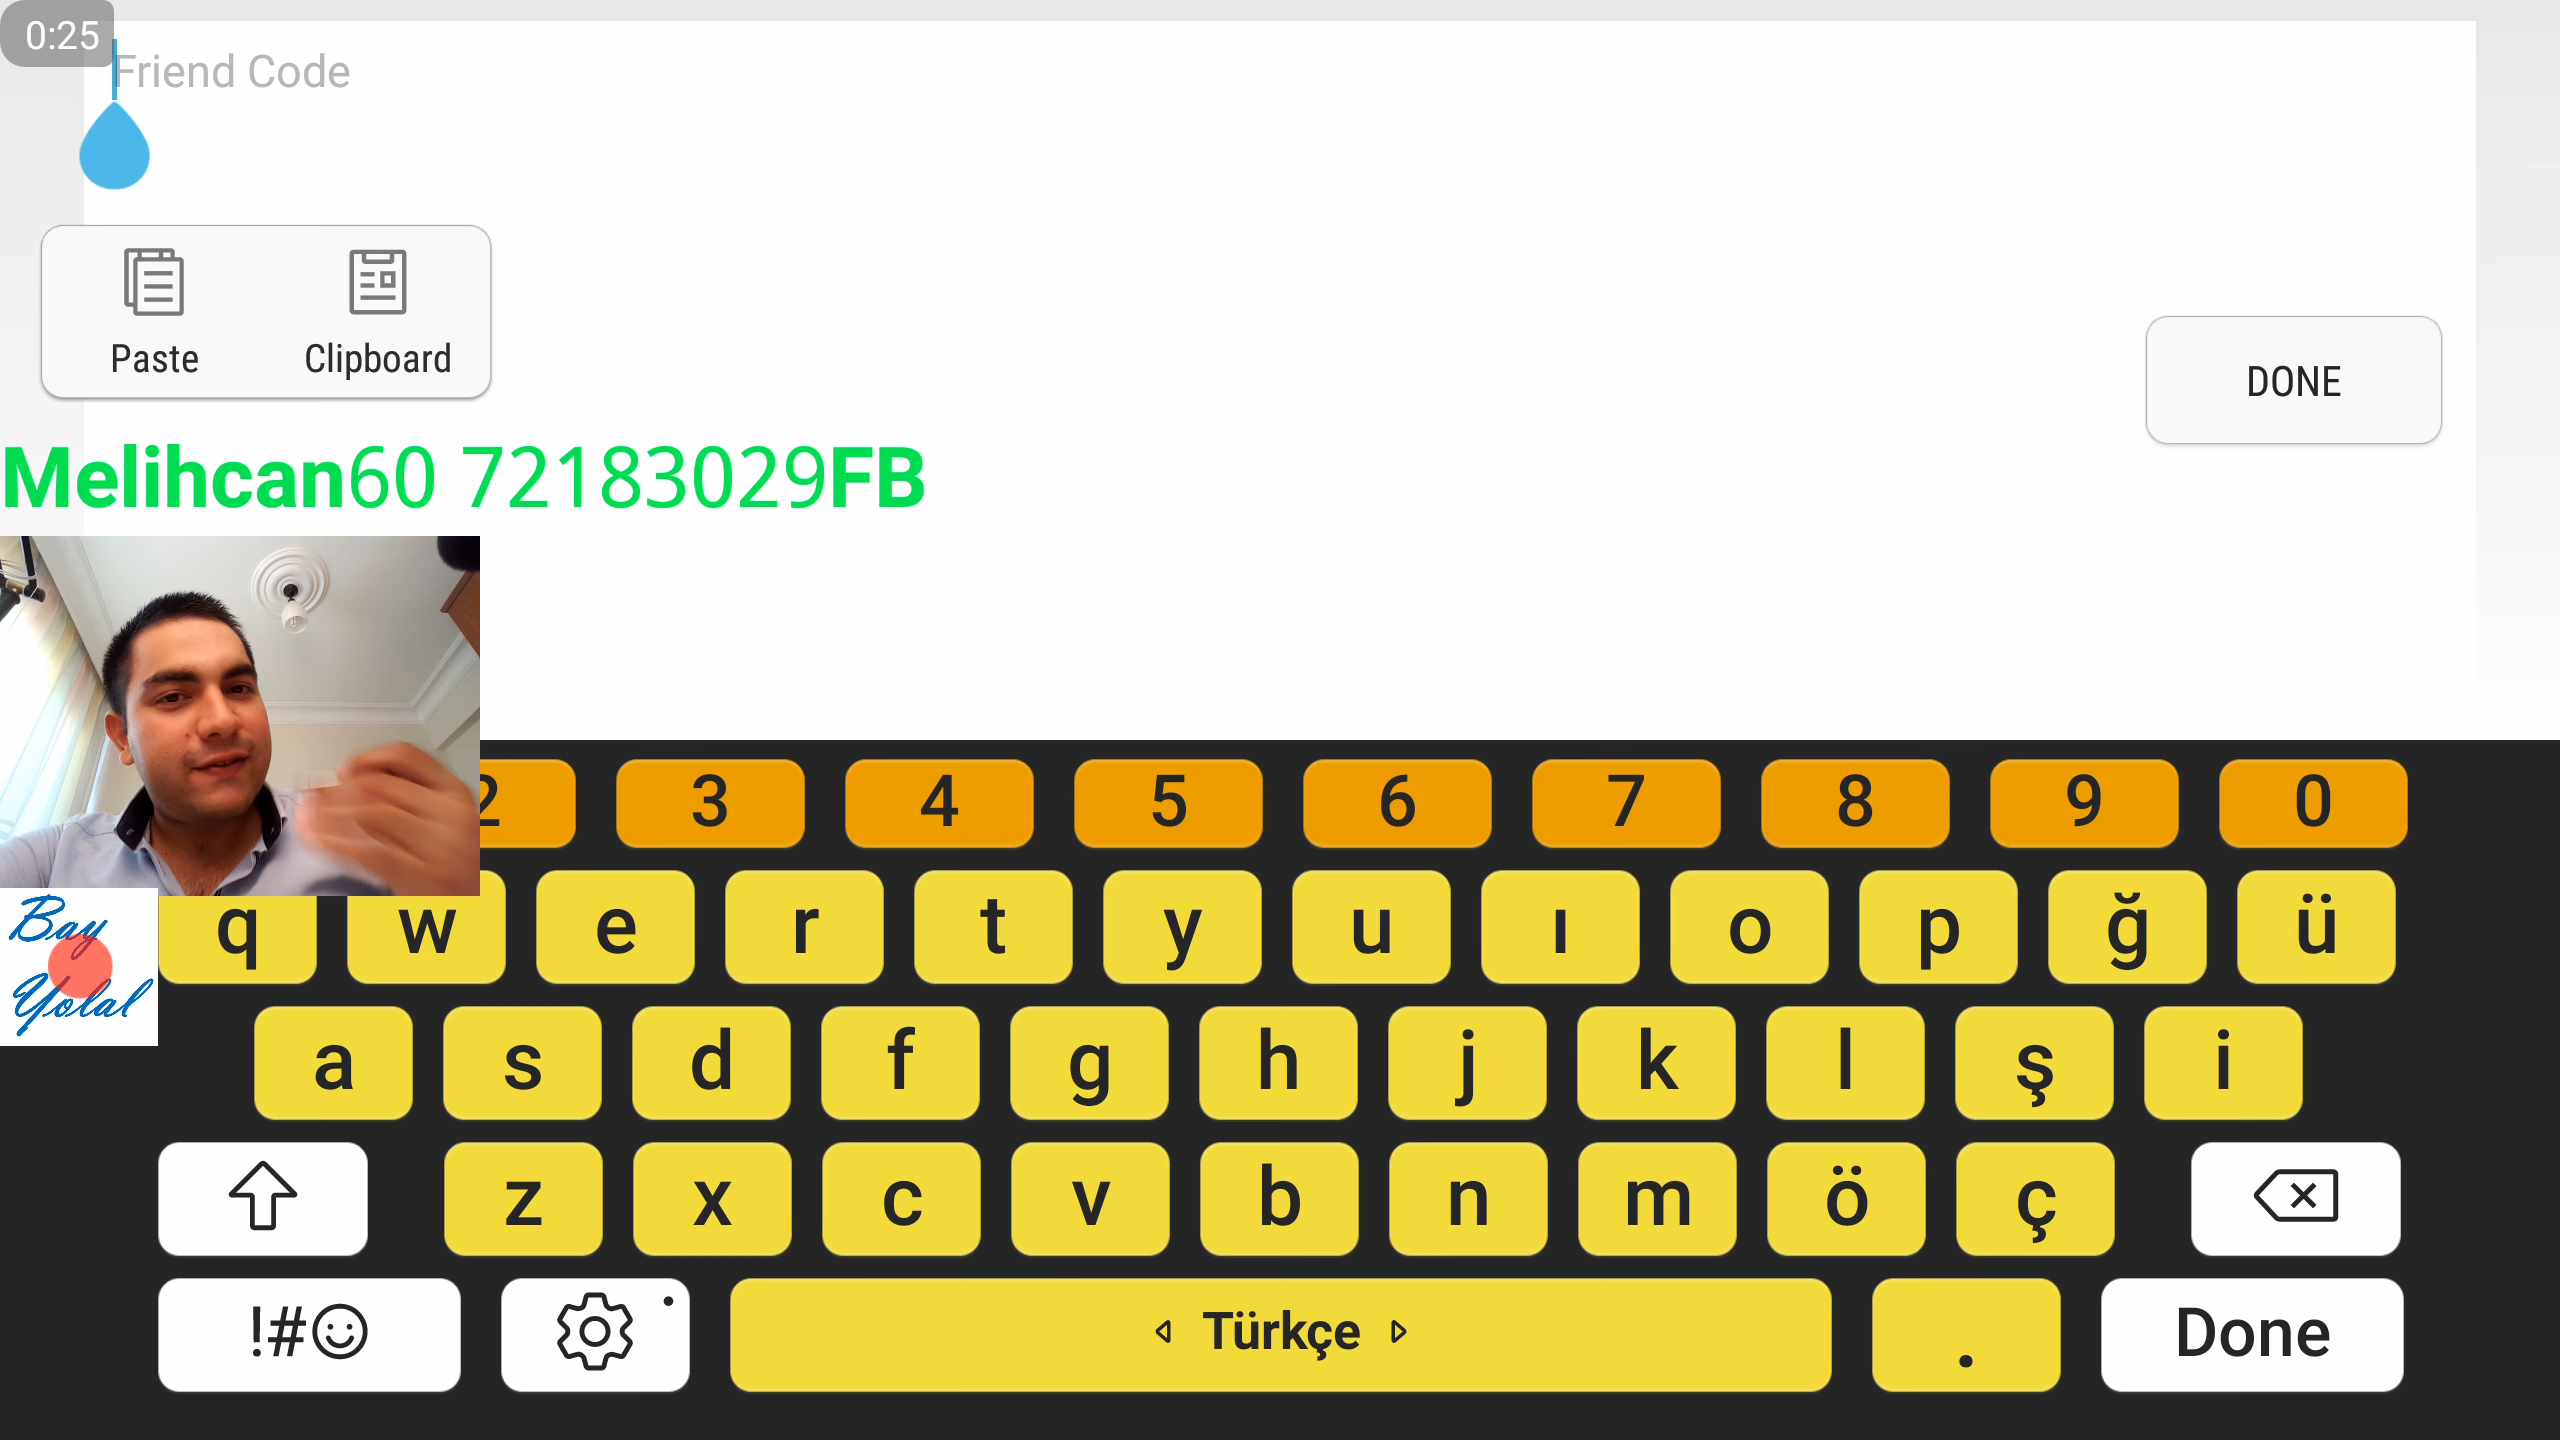 0:25
Friend Code
Paste Clipboard
DONE
Melihcan60 72183029FB
2 3 4 5 6 7 8 9 0
q w e r t y u ı o p ğ ü
Bay
Yolal
a s d f g h j k l ş i
z x c v b n m ö ç
!#☺ Türkçe . Done